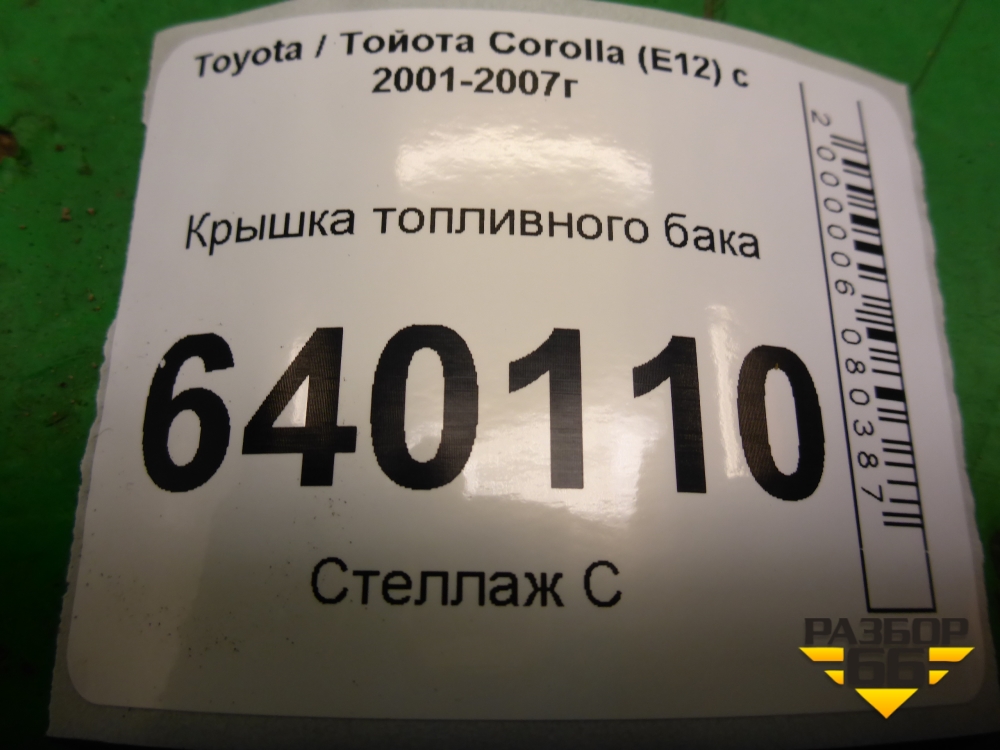 Toyota / Тойота Corolla (E12) с
2001-2007г
Крышка топливного бака
640110
Стеллаж С
2000006080387
РАЗБОР
66